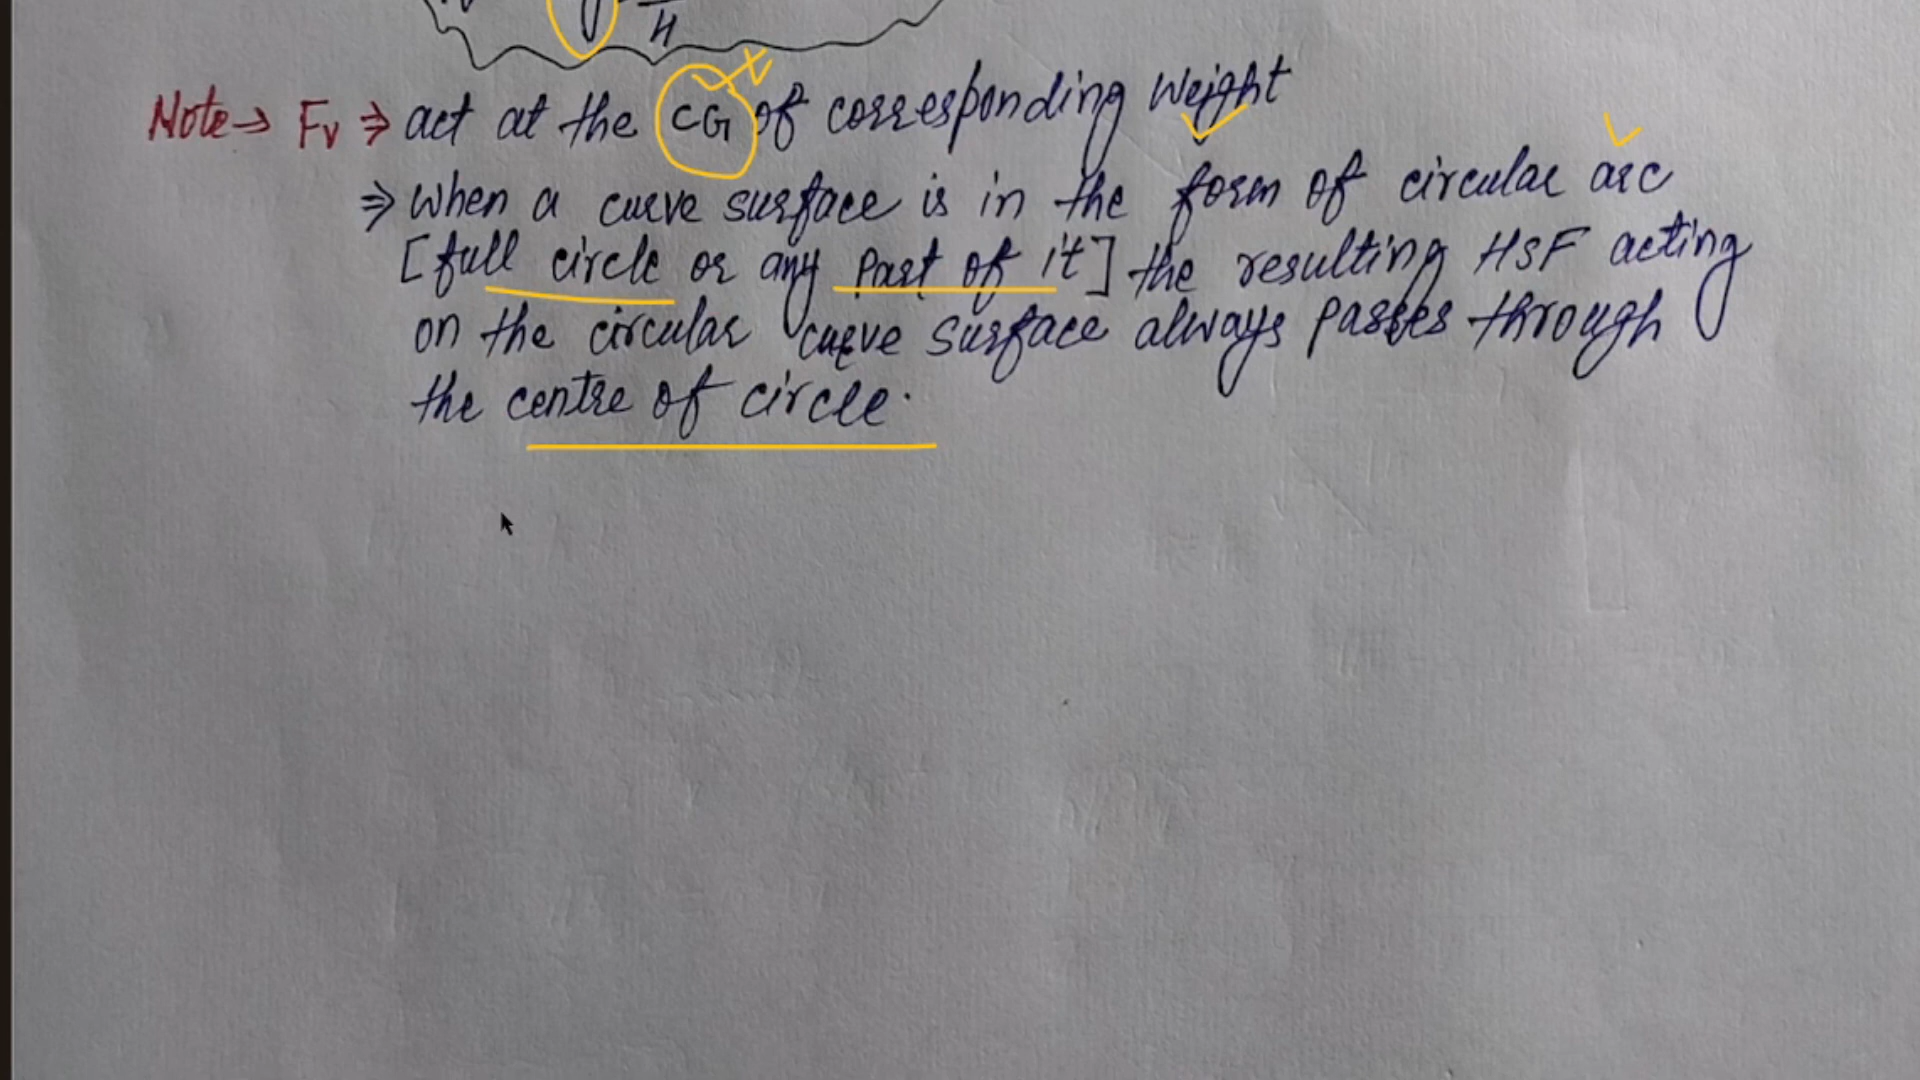 H
Note → Fv ⇒ act at the CG of corresponding weight
⇒ when a curve surface is in the form of circular arc
[full circle or any part of it] the resulting HSF acting
on the circular curve surface always passes through
the centre of circle.